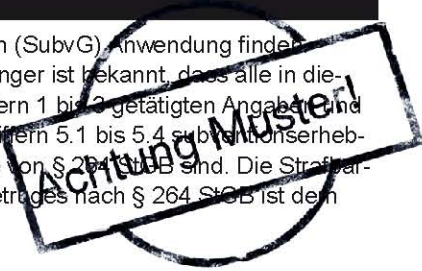 n (SubvG) Anwendung finden
nger ist bekannt, dass alle in die-
ern 1 bis 3 getätigten Angaben und
ffern 5.1 bis 5.4 subventionserheb-
e von § 264 StGB sind. Die Strafbar-
etruges nach § 264 StGB ist dem
Achtung Muster!